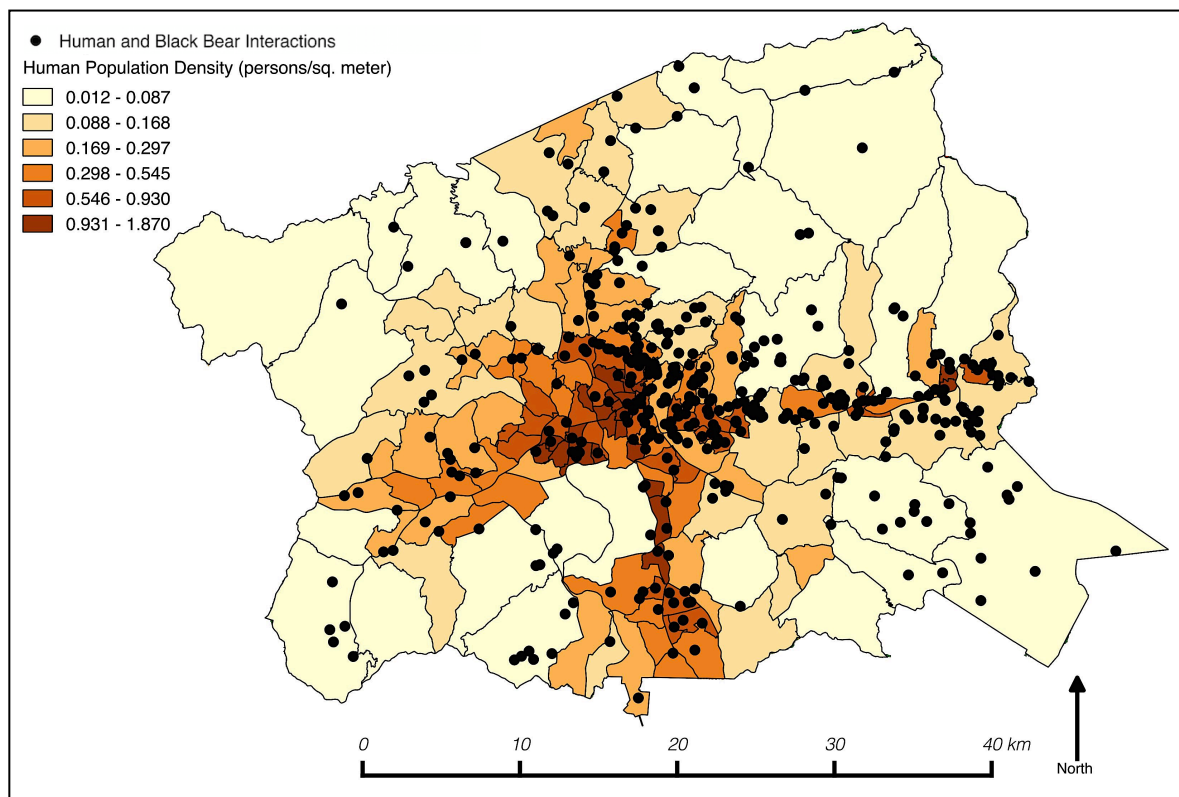 Human and Black Bear Interactions
Human Population Density (persons/sq. meter)
0.012 - 0.087
0.088 - 0.168
0.169 - 0.297
0.298 - 0.545
0.546 - 0.930
0.931 - 1.870
0 10 20 30 40 km
North